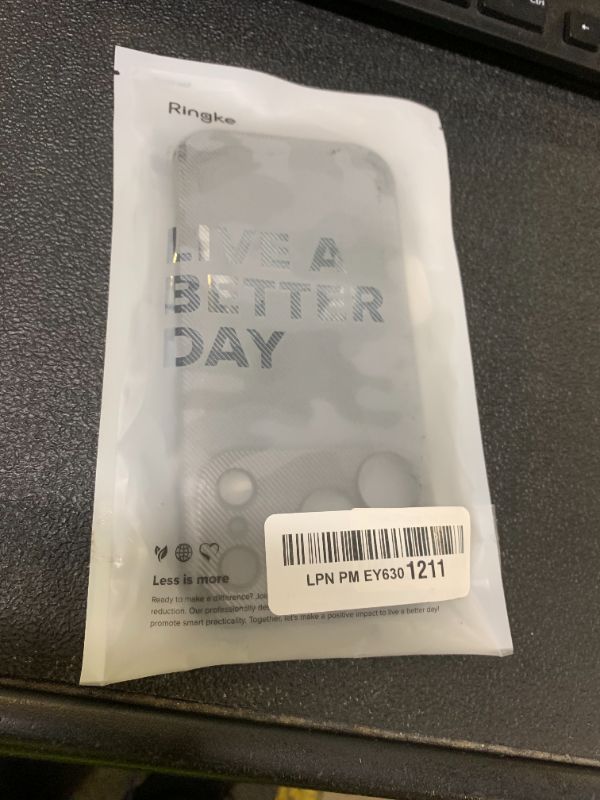 Ctrl
Ringke
LIVE A
BETTER
DAY
LPN PM EY630 1211
Less is more
Ready to make a difference? Joi
reduction. Our professionally de
promote smart practicality. Together, let's make a positive impact to live a better day!